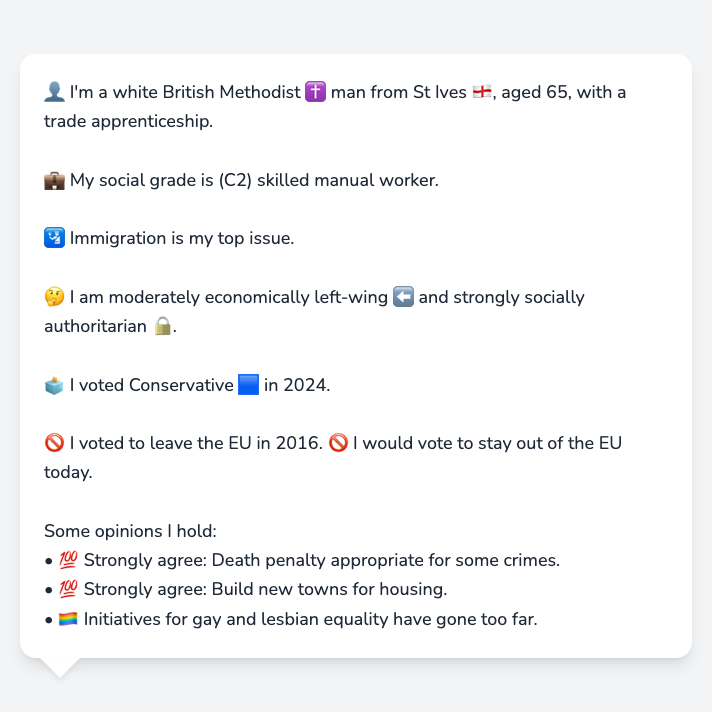 👤 I'm a white British Methodist ✝️ man from St Ives 🏴󠁧󠁢󠁥󠁮󠁧󠁿, aged 65, with a
trade apprenticeship.
💼 My social grade is (C2) skilled manual worker.
🛂 Immigration is my top issue.
🤔 I am moderately economically left-wing ⬅️ and strongly socially
authoritarian 🔒.
🗳️ I voted Conservative 🟦 in 2024.
🚫 I voted to leave the EU in 2016. 🚫 I would vote to stay out of the EU
today.
Some opinions I hold:
• 💯 Strongly agree: Death penalty appropriate for some crimes.
• 💯 Strongly agree: Build new towns for housing.
• 🏳️‍🌈 Initiatives for gay and lesbian equality have gone too far.